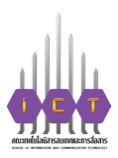 iCT
คณะเทคโนโลยีสารสนเทศและการสื่อสาร
SCHOOL OF INFORMATION AND COMMUNICATION TECHNOLOGY